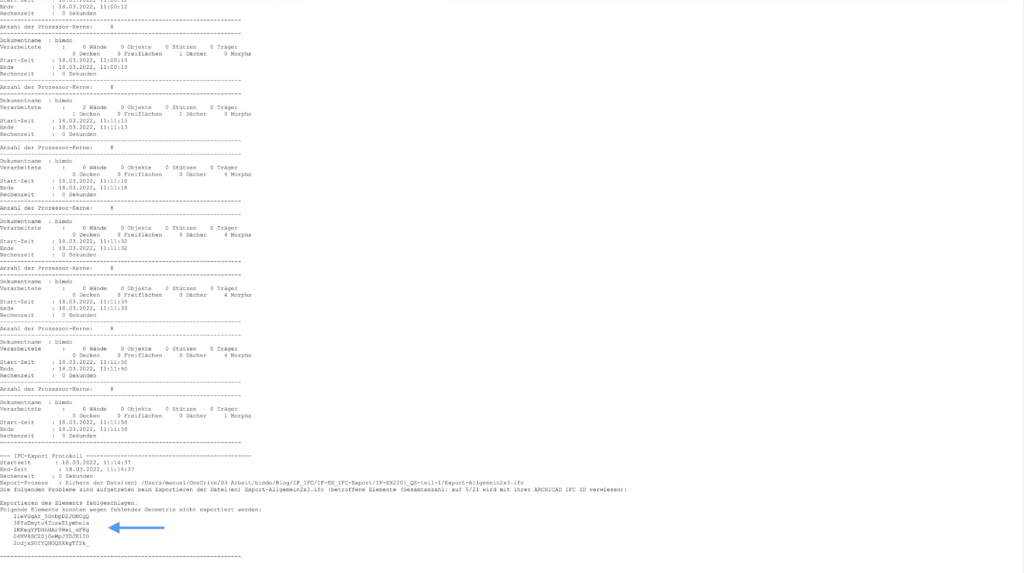 Ende : 18.03.2022, 11:00:12
Rechenzeit : 0 Sekunden
Anzahl der Prozessor-Kerne: 6
Dokumentname : bimdo
Verarbeitete : 0 Wände 0 Objekte 0 Stützen 0 Träger
0 Decken 0 Freiflächen 1 Dächer 0 Morphs
Start-Zeit : 18.03.2022, 11:00:19
Ende : 18.03.2022, 11:00:19
Rechenzeit : 0 Sekunden
Anzahl der Prozessor-Kerne: 8
Dokumentname : bimdo
Verarbeitete : 2 Wände 0 Objekte 0 Stützen 0 Träger
1 Decken 0 Freiflächen 1 Dächer 0 Morphs
Start-Zeit : 18.03.2022, 11:11:13
Ende : 18.03.2022, 11:11:13
Rechenzeit : 0 Sekunden
Anzahl der Prozessor-Kerne: 8
Dokumentname : bimdo
Verarbeitete : 0 Wände 0 Objekte 0 Stützen 0 Träger
0 Decken 0 Freiflächen 0 Dächer 4 Morphs
Start-Zeit : 18.03.2022, 11:11:18
Ende : 18.03.2022, 11:11:18
Rechenzeit : 0 Sekunden
Anzahl der Prozessor-Kerne: 8
Dokumentname : bimdo
Verarbeitete : 0 Wände 0 Objekte 0 Stützen 0 Träger
0 Decken 0 Freiflächen 0 Dächer 4 Morphs
Start-Zeit : 18.03.2022, 11:11:32
Ende : 18.03.2022, 11:11:32
Rechenzeit : 0 Sekunden
Anzahl der Prozessor-Kerne: 8
Dokumentname : bimdo
Verarbeitete : 0 Wände 0 Objekte 0 Stützen 0 Träger
0 Decken 0 Freiflächen 0 Dächer 4 Morphs
Start-Zeit : 18.03.2022, 11:11:39
Ende : 18.03.2022, 11:11:39
Rechenzeit : 0 Sekunden
Anzahl der Prozessor-Kerne: 8
Dokumentname : bimdo
Verarbeitete : 0 Wände 0 Objekte 0 Stützen 0 Träger
0 Decken 0 Freiflächen 0 Dächer 4 Morphs
Start-Zeit : 18.03.2022, 11:11:50
Ende : 18.03.2022, 11:11:50
Rechenzeit : 0 Sekunden
Anzahl der Prozessor-Kerne: 8
Dokumentname : bimdo
Verarbeitete : 0 Wände 0 Objekte 0 Stützen 0 Träger
0 Decken 0 Freiflächen 0 Dächer 1 Morphs
Start-Zeit : 18.03.2022, 11:11:58
Ende : 18.03.2022, 11:11:58
Rechenzeit : 0 Sekunden
--- IFC-Export Protokoll ---
Startzeit : 18.03.2022, 11:14:37
End-Zeit : 18.03.2022, 11:14:37
Rechenzeit : 0 Sekunden
Export-Prozess : Sichern der Datei(en) /Users/manuel/OneDrive/03 Arbeit/bimdo/Blog/IF_IFC/IF-EX_IFC-Export/IF-EX2201_QS-teil-1/Export-Allgemein2x3.ifc
Die folgenden Probleme sind aufgetreten beim Exportieren der Datei(en) Export-Allgemein2x3.ifc (betroffene Elemente (Gesamtanzahl: auf 5/21 wird mit ihrer ARCHICAD IFC ID verwiesen):
Exportieren des Elements fehlgeschlagen.
Folgende Elemente konnten wegen fehlender Geometrie nicht exportiert werden: